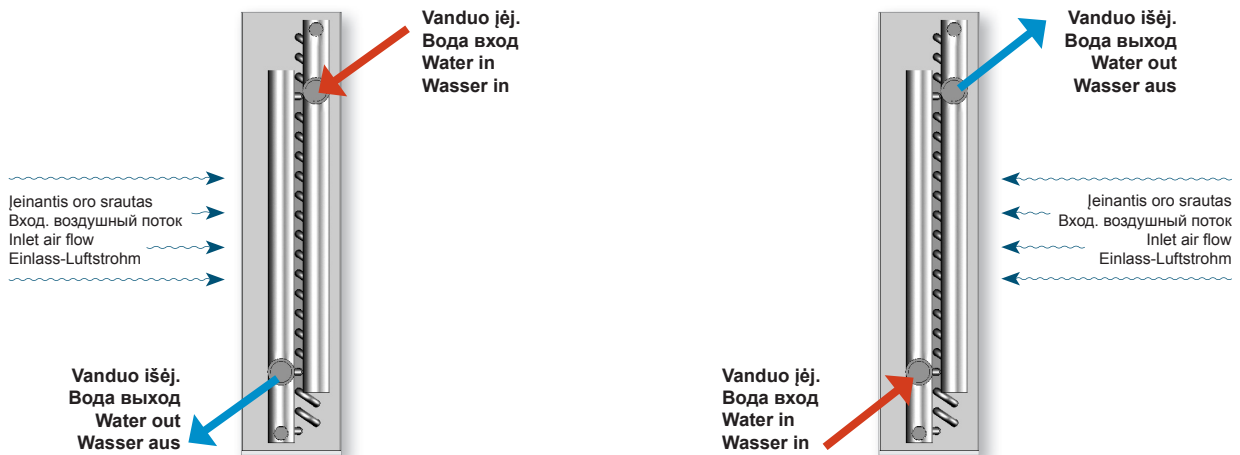 Vanduo įėj.
Вода вход
Water in
Wasser in
Įeinantis oro srautas
Вход. воздушный поток
Inlet air flow
Einlass-Luftstrohm
Vanduo išėj.
Вода выход
Water out
Wasser aus
Vanduo išėj.
Вода выход
Water out
Wasser aus
Įeinantis oro srautas
Вход. воздушный поток
Inlet air flow
Einlass-Luftstrohm
Vanduo įėj.
Вода вход
Water in
Wasser in